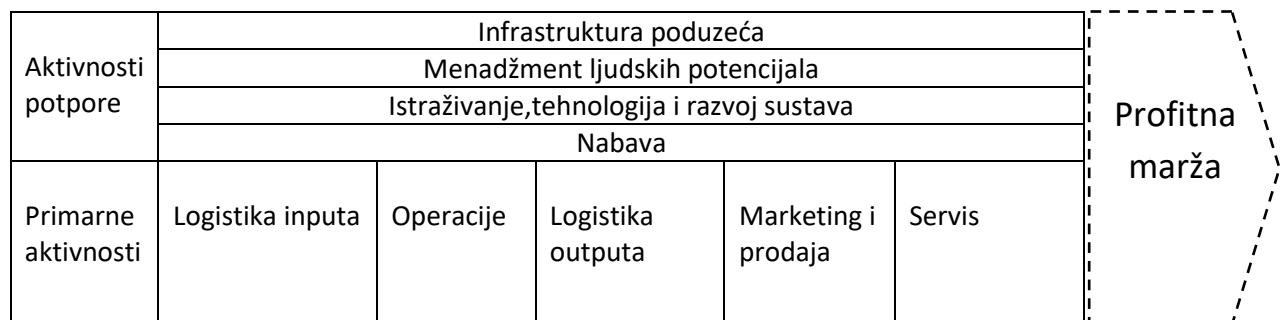 Aktivnosti
potpore
Infrastruktura poduzeća
Menadžment ljudskih potencijala
Istraživanje,tehnologija i razvoj sustava
Nabava
Primarne
aktivnosti
Logistika inputa
Operacije
Logistika
outputa
Marketing i
prodaja
Servis
Profitna
marža